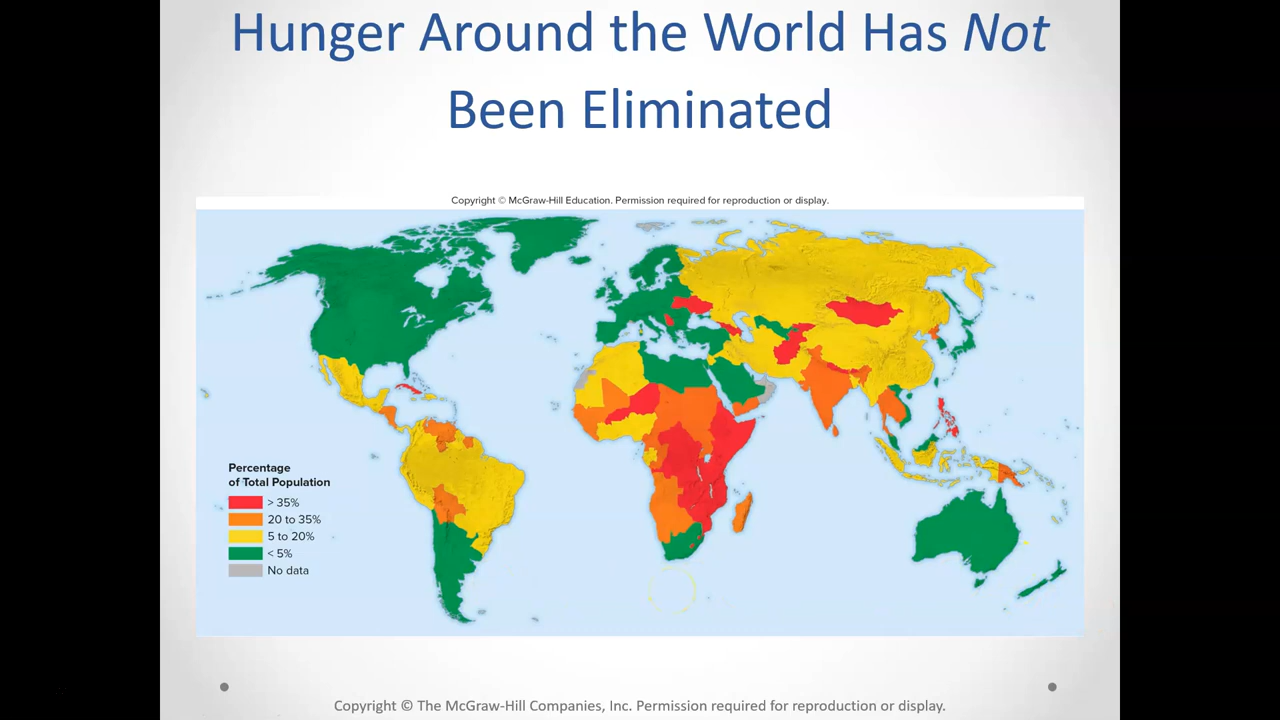 Hunger Around the World Has Not
Been Eliminated
Copyright © McGraw-Hill Education. Permission required for reproduction or display.
Percentage
of Total Population
> 35%
20 to 35%
5 to 20%
< 5%
No data
Copyright © The McGraw-Hill Companies, Inc. Permission required for reproduction or display.